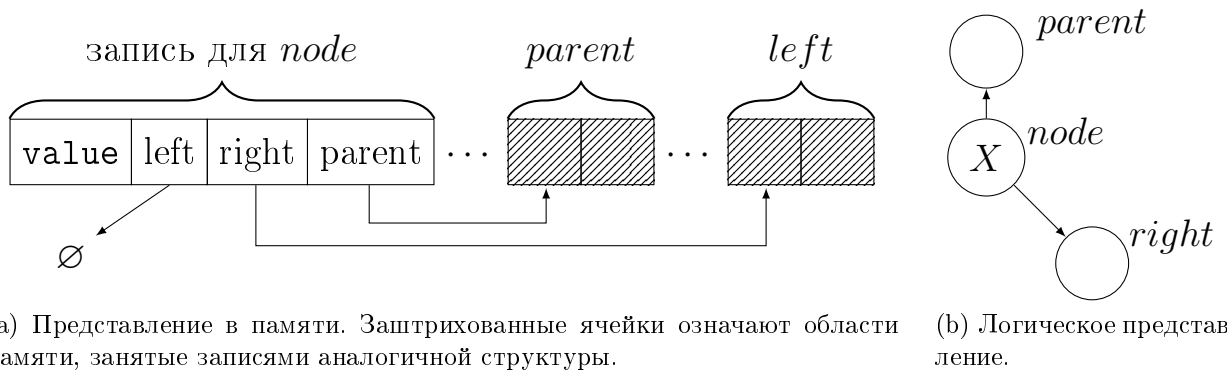 запись для node
parent
left
value left right parent ... ...
∅
parent
node
X
right
a) Представление в памяти. Заштрихованные ячейки означают области
памяти, занятые записями аналогичной структуры.
(b) Логическое представ
ление.